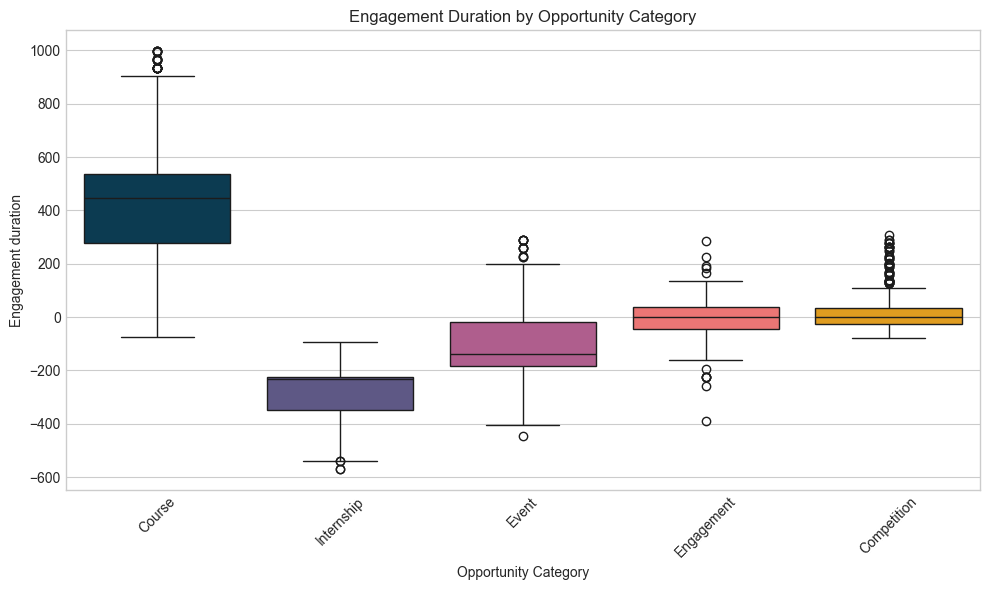 Engagement Duration by Opportunity Category
Engagement duration
1000
800
600
400
200
0
−200
−400
−600
Course
Internship
Event
Engagement
Competition
Opportunity Category